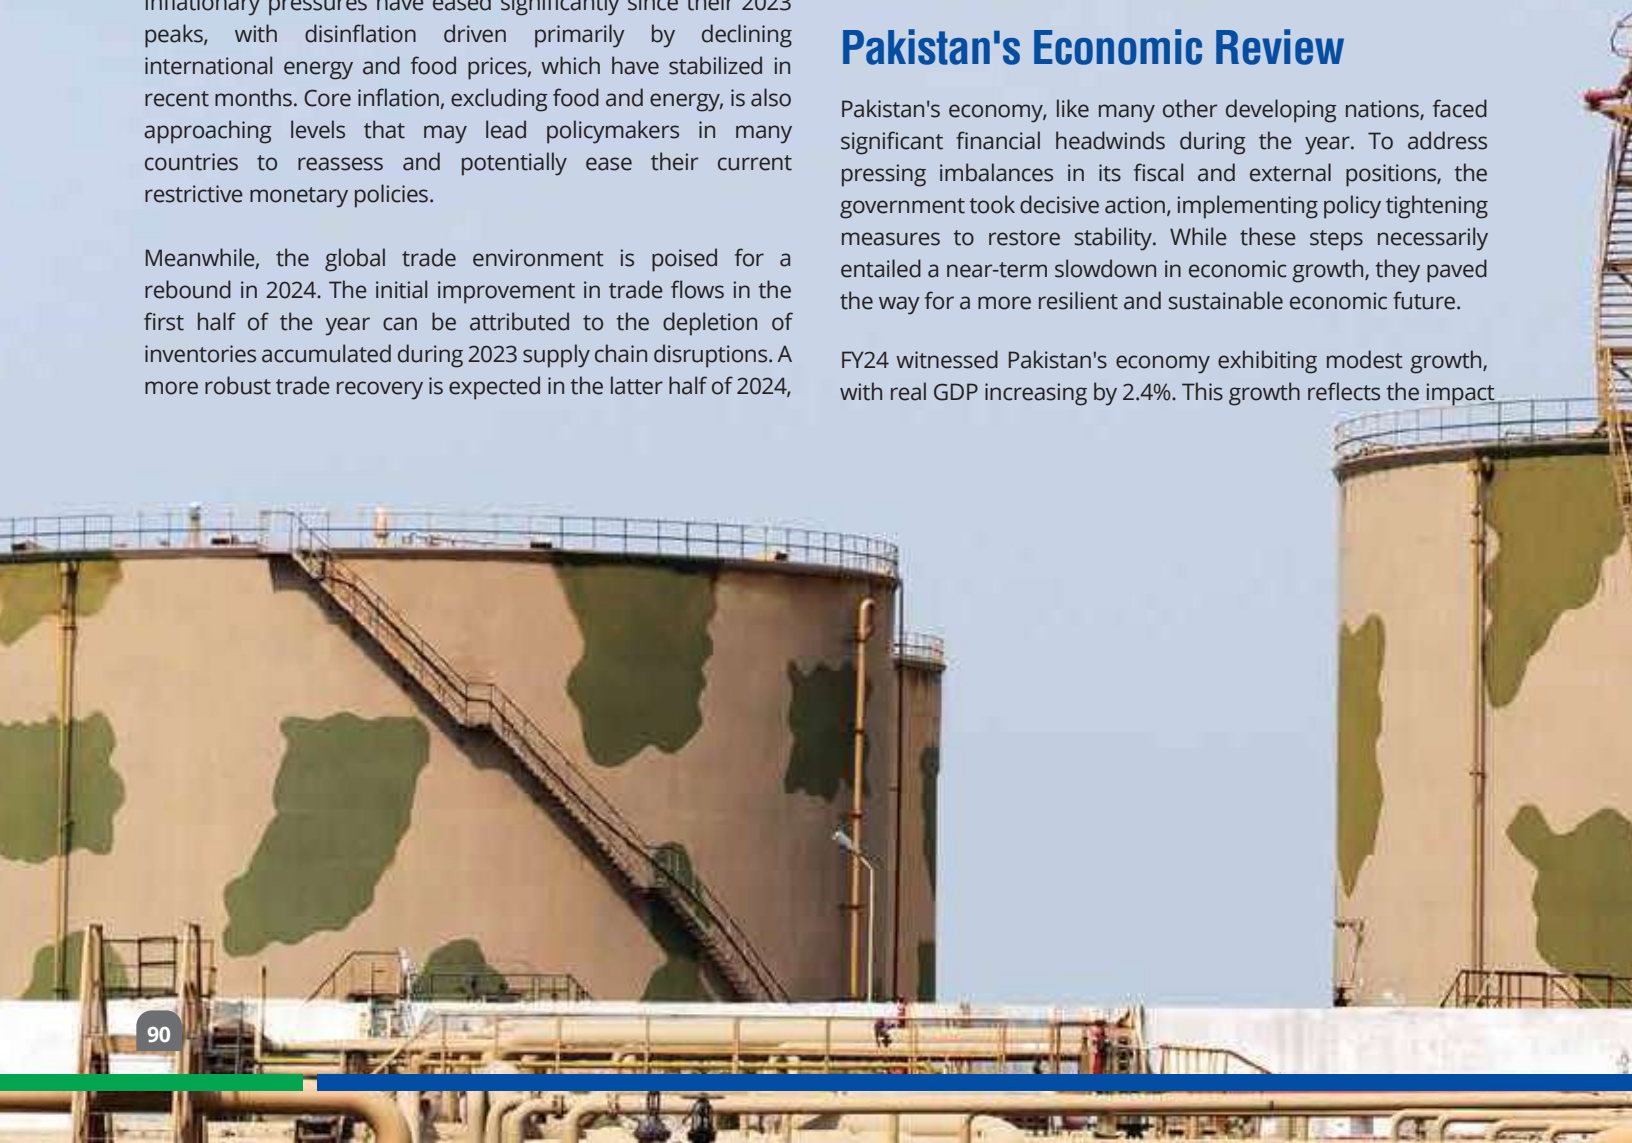 inflationary pressures have eased significantly since their 2023
peaks, with disinflation driven primarily by declining
international energy and food prices, which have stabilized in
recent months. Core inflation, excluding food and energy, is also
approaching levels that may lead policymakers in many
countries to reassess and potentially ease their current
restrictive monetary policies.
Meanwhile, the global trade environment is poised for a
rebound in 2024. The initial improvement in trade flows in the
first half of the year can be attributed to the depletion of
inventories accumulated during 2023 supply chain disruptions. A
more robust trade recovery is expected in the latter half of 2024,
Pakistan's Economic Review
Pakistan's economy, like many other developing nations, faced
significant financial headwinds during the year. To address
pressing imbalances in its fiscal and external positions, the
government took decisive action, implementing policy tightening
measures to restore stability. While these steps necessarily
entailed a near-term slowdown in economic growth, they paved
the way for a more resilient and sustainable economic future.
FY24 witnessed Pakistan's economy exhibiting modest growth,
with real GDP increasing by 2.4%. This growth reflects the impact
90